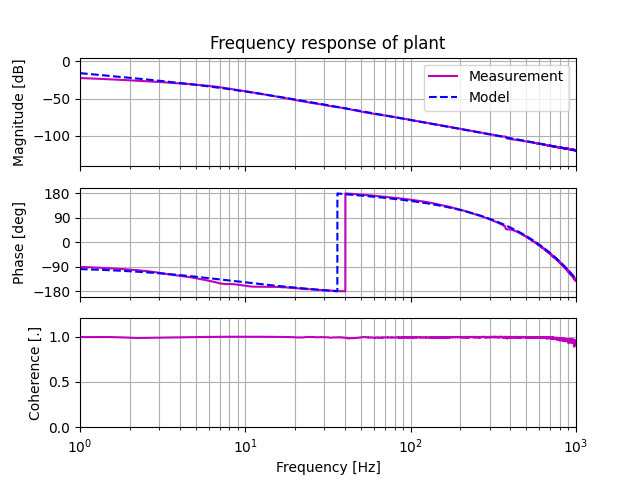 Frequency response of plant
Magnitude [dB]
0
−50
−100
Measurement
Model
Phase [deg]
180
90
0
−90
−180
Coherence [.]
1.0
0.5
0.0
10⁰
10¹
10²
10³
Frequency [Hz]